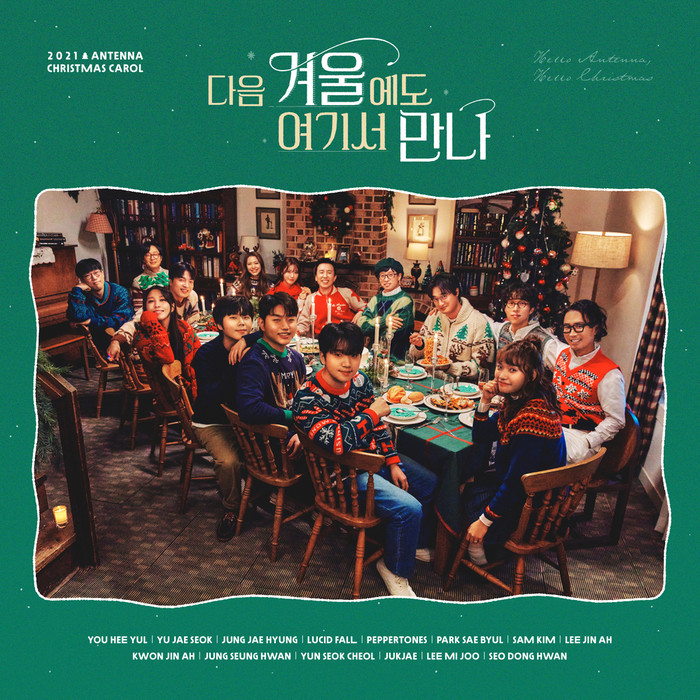 2021 & ANTENNA
CHRISTMAS CAROL
다음 겨울에도
여기서 만나
Hello Antenna,
Hello Christmas
YOU HEE YUL | YU JAE SEOK | JUNG JAE HYUNG | LUCID FALL | PEPPERTONES | PARK SAE BYUL | SAM KIM | LEE JIN AH
KWON JIN AH | JUNG SEUNG HWAN | YUN SEOK CHEOL | JUKJAE | LEE MI JOO | SEO DONG HWAN